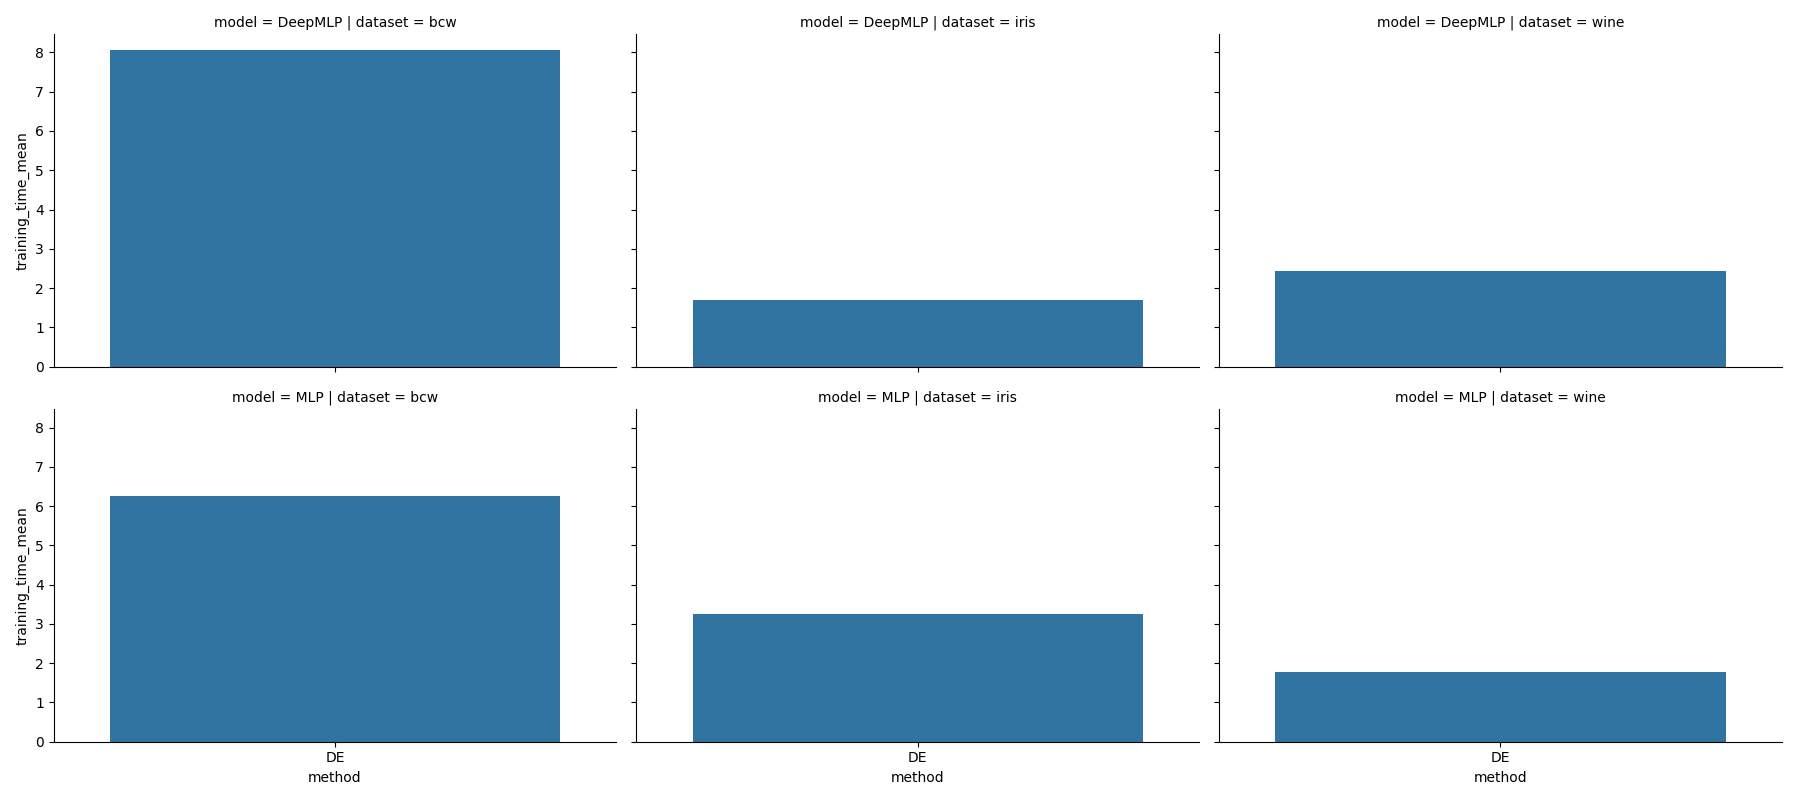 model = DeepMLP | dataset = bcw
model = DeepMLP | dataset = iris
model = DeepMLP | dataset = wine
training_time_mean
8
7
6
5
4
3
2
1
0
model = MLP | dataset = bcw
model = MLP | dataset = iris
model = MLP | dataset = wine
training_time_mean
8
7
6
5
4
3
2
1
0
DE
method
DE
method
DE
method